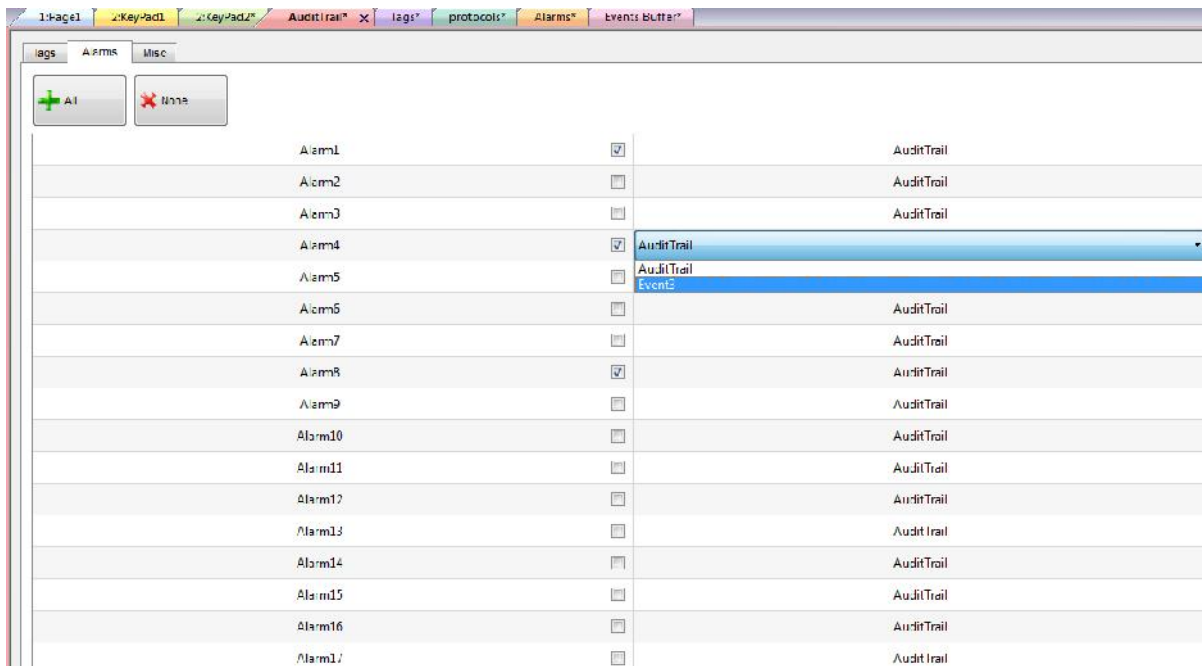 1:Page1 2:KeyPad1 2:KeyPad2* AuditTrail* x Tags* protocols* Alarms* Events Buffer*
Tags Alarms Misc
All None
Alarm1 AuditTrail
Alarm2 AuditTrail
Alarm3 AuditTrail
Alarm4 AuditTrail
AuditTrail
Alarm5 Event3
Alarm6 AuditTrail
Alarm7 AuditTrail
Alarm8 AuditTrail
Alarm9 AuditTrail
Alarm10 AuditTrail
Alarm11 AuditTrail
Alarm12 AuditTrail
Alarm13 AuditTrail
Alarm14 AuditTrail
Alarm15 AuditTrail
Alarm16 AuditTrail
Alarm17 AuditTrail